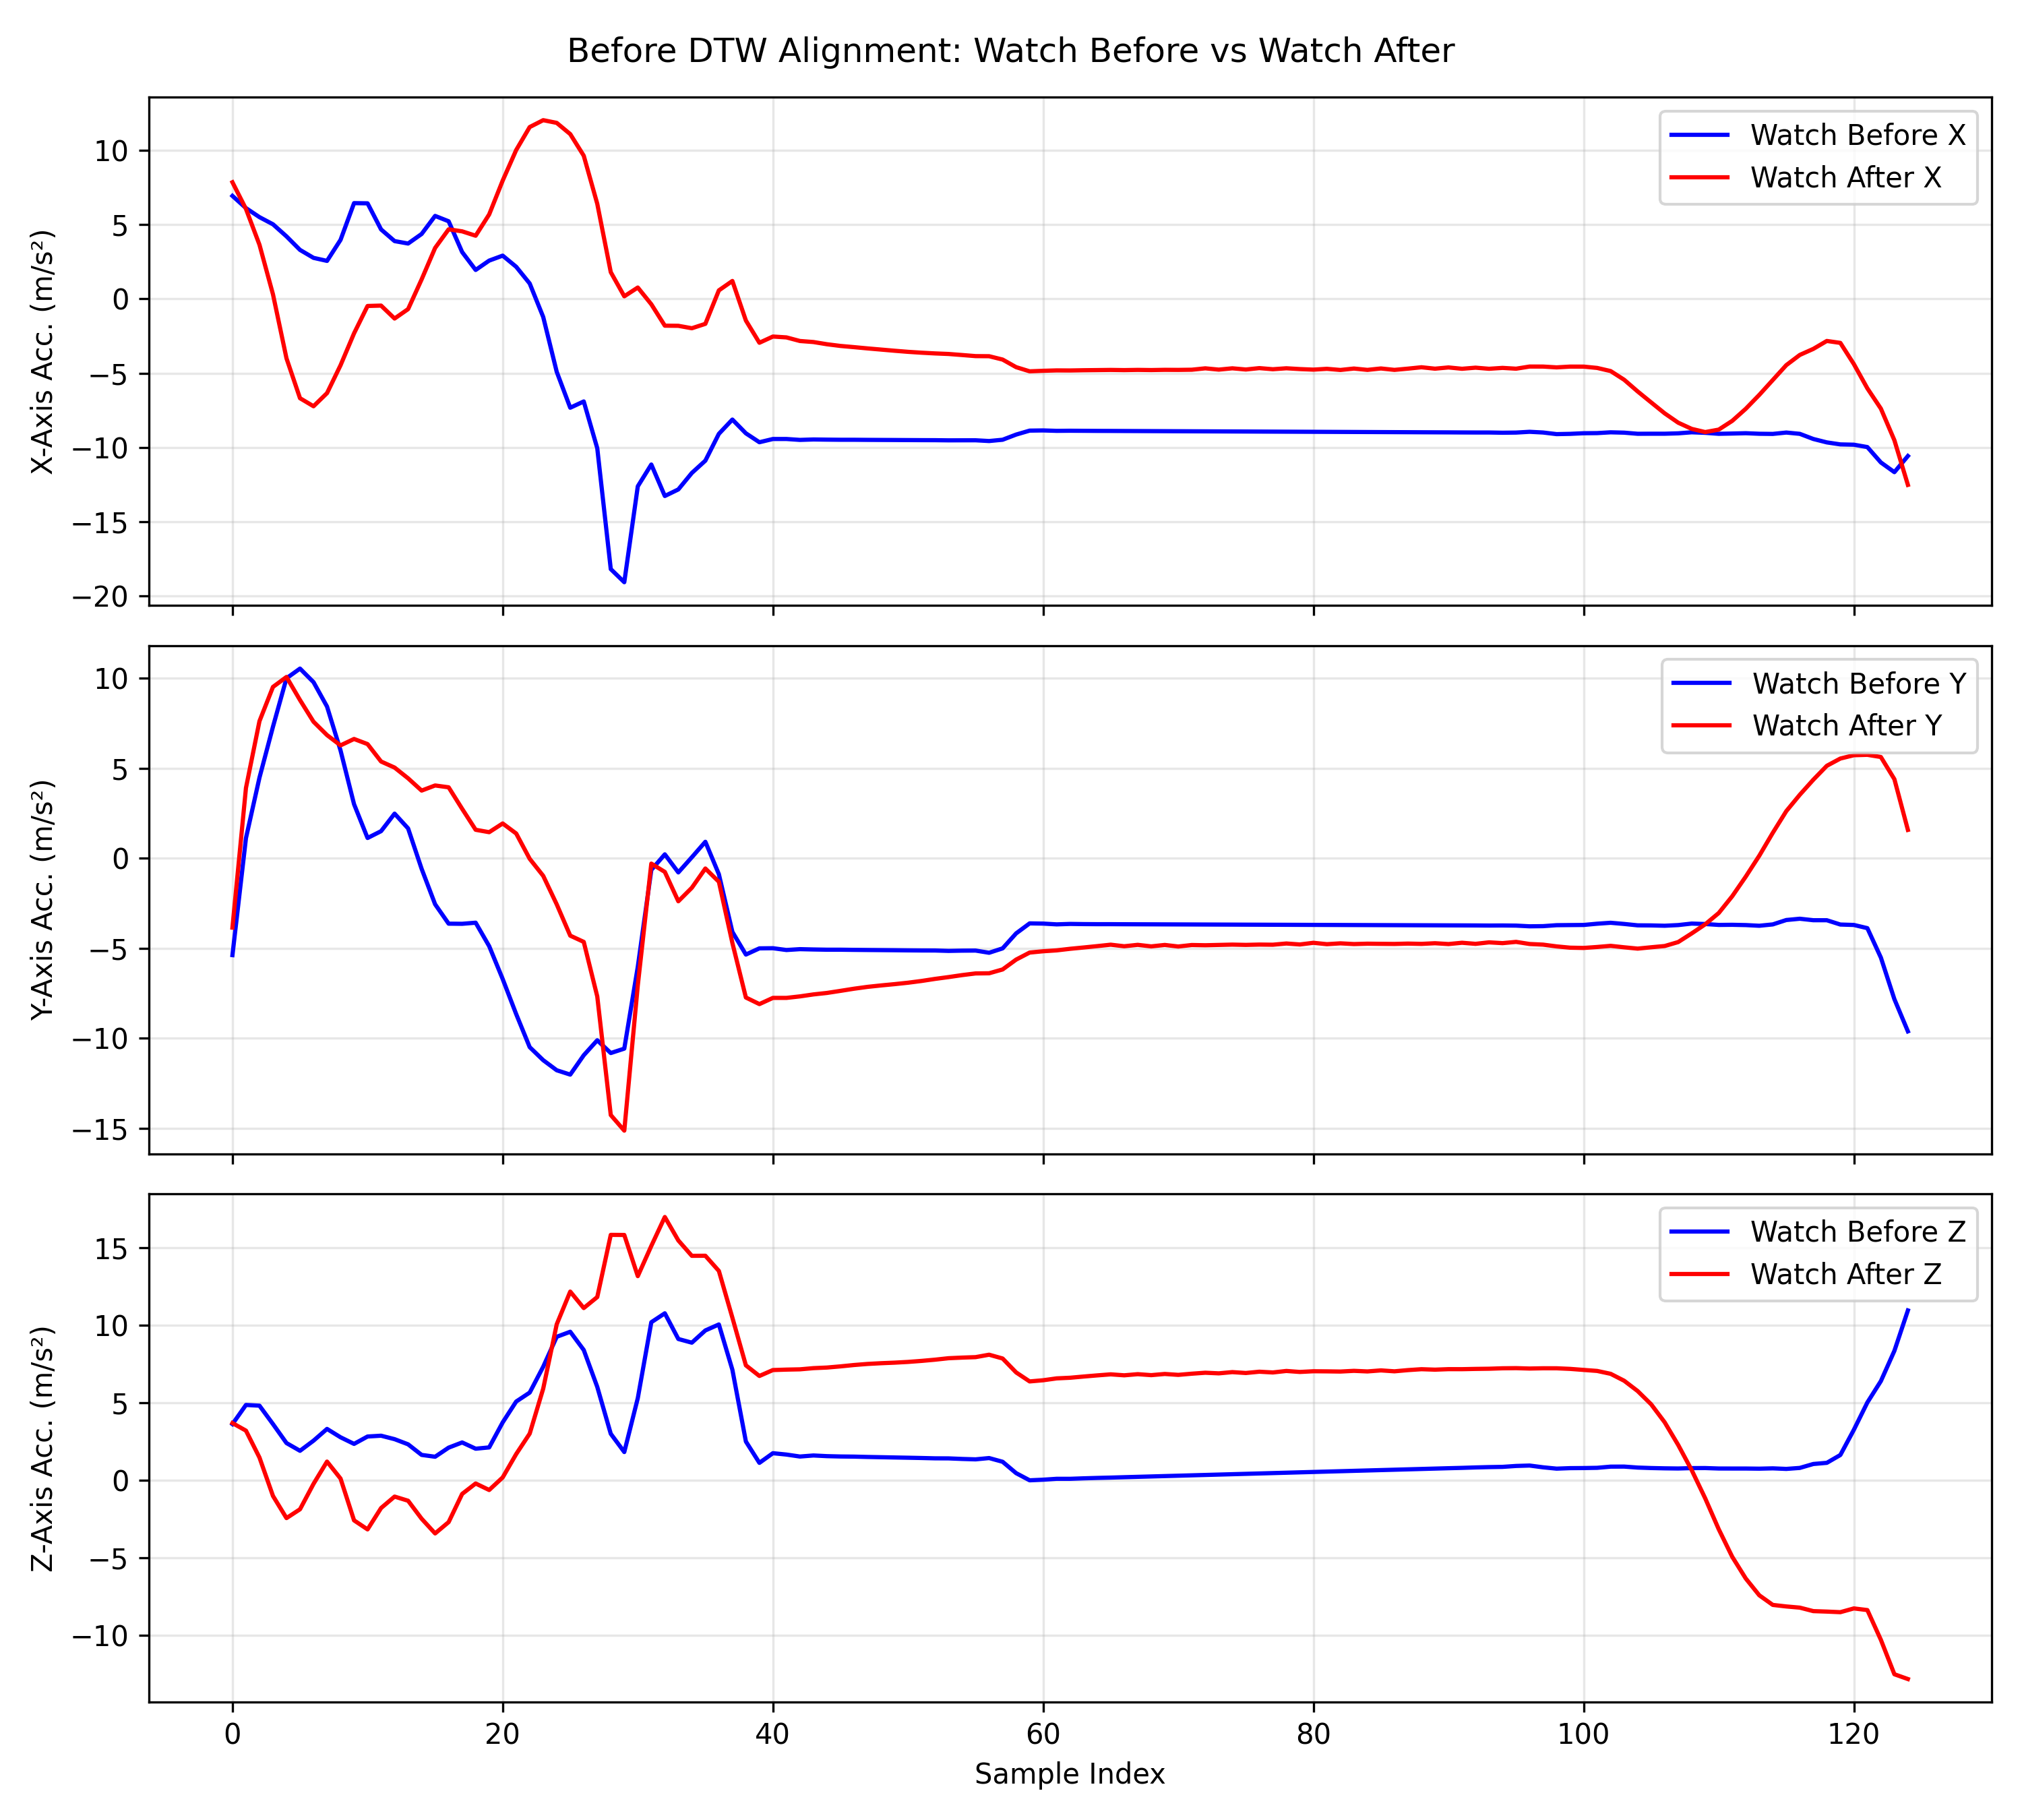 Before DTW Alignment: Watch Before vs Watch After
X-Axis Acc. (m/s²)
10
5
0
−5
−10
−15
−20
Watch Before X
Watch After X
Y-Axis Acc. (m/s²)
10
5
0
−5
−10
−15
Watch Before Y
Watch After Y
Z-Axis Acc. (m/s²)
15
10
5
0
−5
−10
Watch Before Z
Watch After Z
0 20 40 60 80 100 120
Sample Index